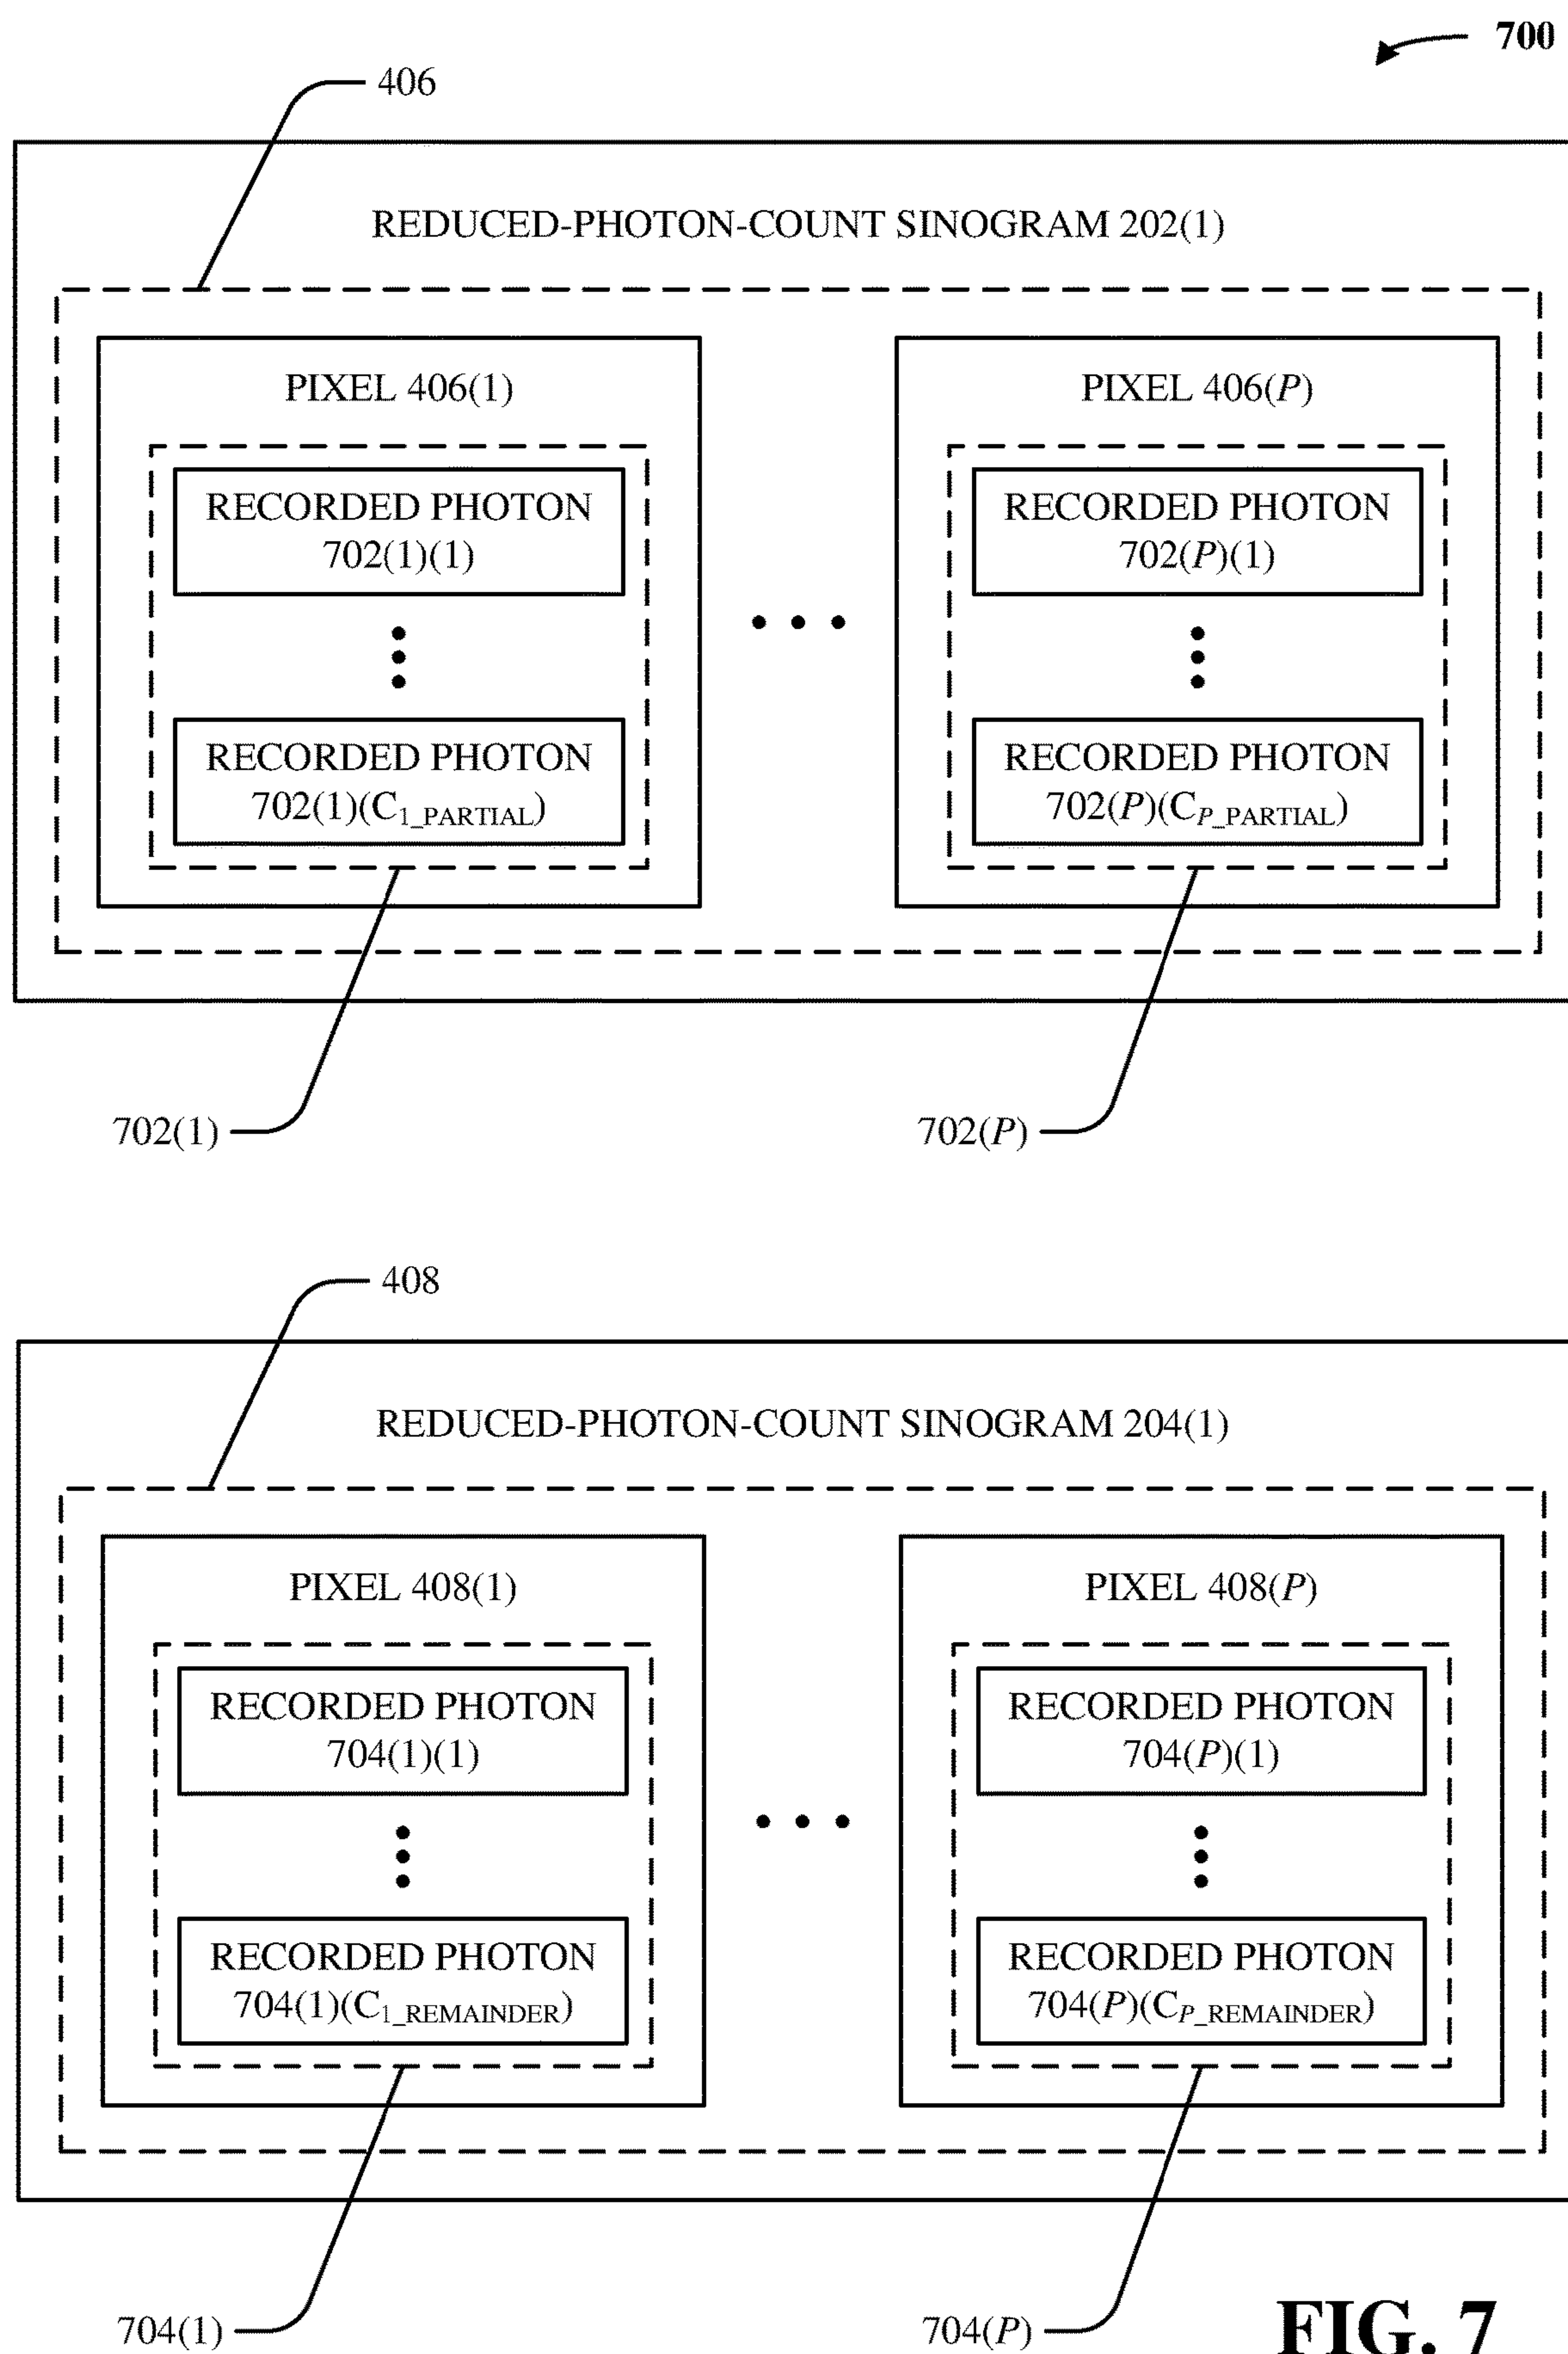 700
406
REDUCED-PHOTON-COUNT SINOGRAM 202(1)
PIXEL 406(1)
PIXEL 406(P)
RECORDED PHOTON
702(1)(1)
RECORDED PHOTON
702(P)(1)
RECORDED PHOTON
702(1)(C1_PARTIAL)
RECORDED PHOTON
702(P)(CP_PARTIAL)
702(1)
702(P)
408
REDUCED-PHOTON-COUNT SINOGRAM 204(1)
PIXEL 408(1)
PIXEL 408(P)
RECORDED PHOTON
704(1)(1)
RECORDED PHOTON
704(P)(1)
RECORDED PHOTON
704(1)(C1_REMAINDER)
RECORDED PHOTON
704(P)(CP_REMAINDER)
704(1)
704(P)
FIG. 7